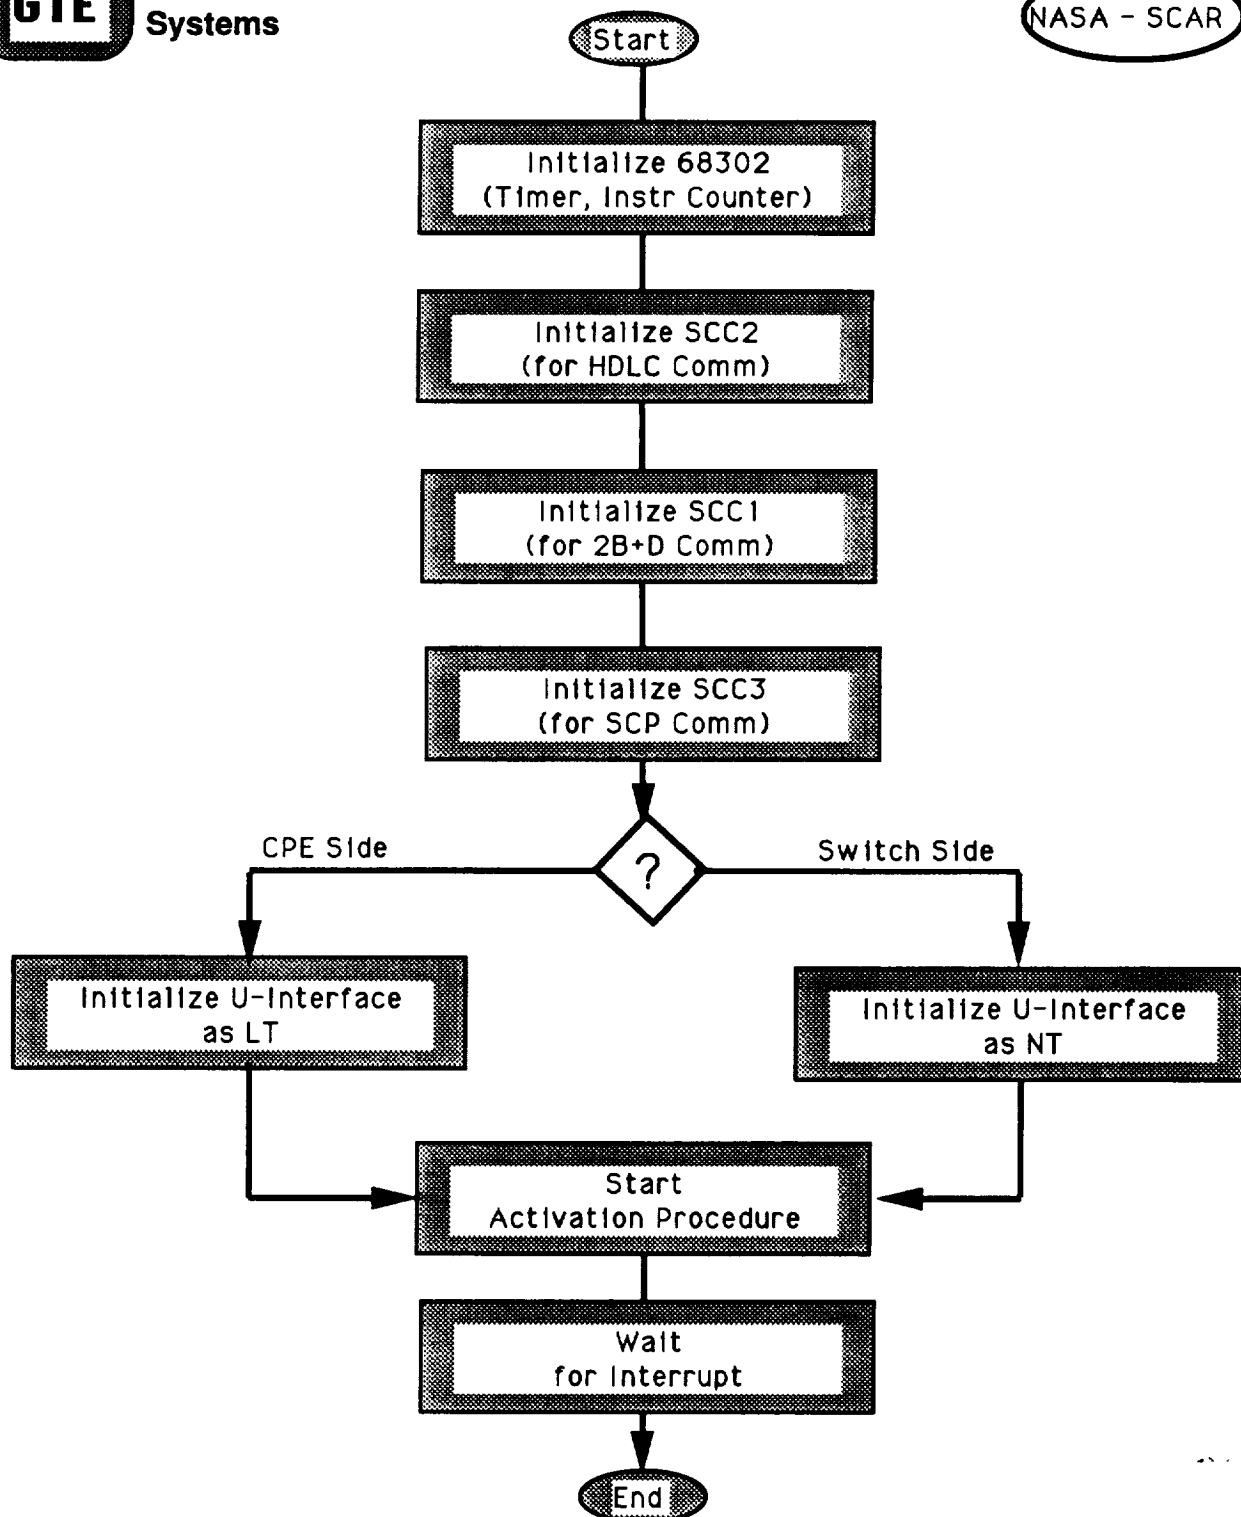 GTE
Systems
NASA - SCAR
Start
Initialize 68302
(Timer, Instr Counter)
Initialize SCC2
(for HDLC Comm)
Initialize SCC1
(for 2B+D Comm)
Initialize SCC3
(for SCP Comm)
?
CPE Side
Switch Side
Initialize U-Interface
as LT
Initialize U-Interface
as NT
Start
Activation Procedure
Wait
for Interrupt
End